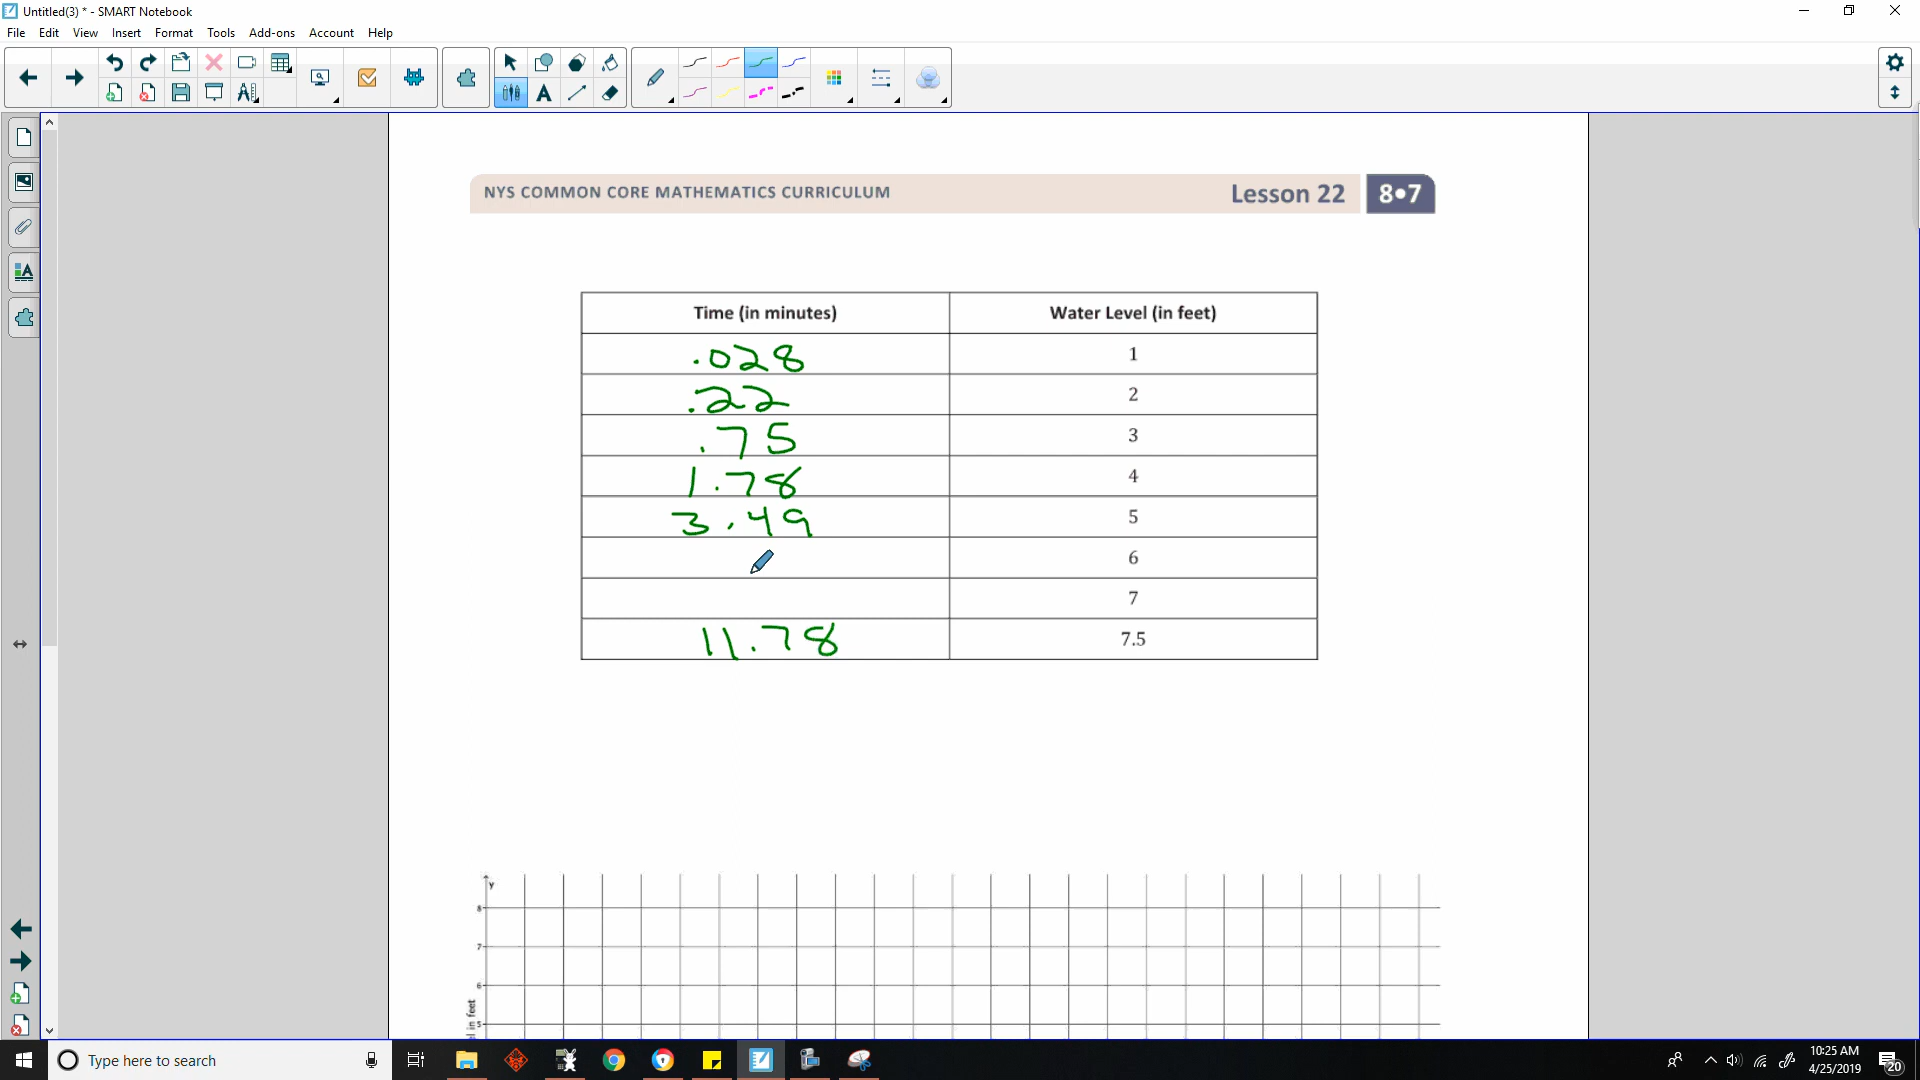 Untitled(3) * - SMART Notebook
File Edit View Insert Format Tools Add-ons Account Help
NYS COMMON CORE MATHEMATICS CURRICULUM Lesson 22 8•7
Time (in minutes) Water Level (in feet)
.028 1
.22 2
.75 3
1.78 4
3.49 5
6
7
11.78 7.5
y
8
7
6
5
in feet
Type here to search
10:25 AM
4/25/2019
20